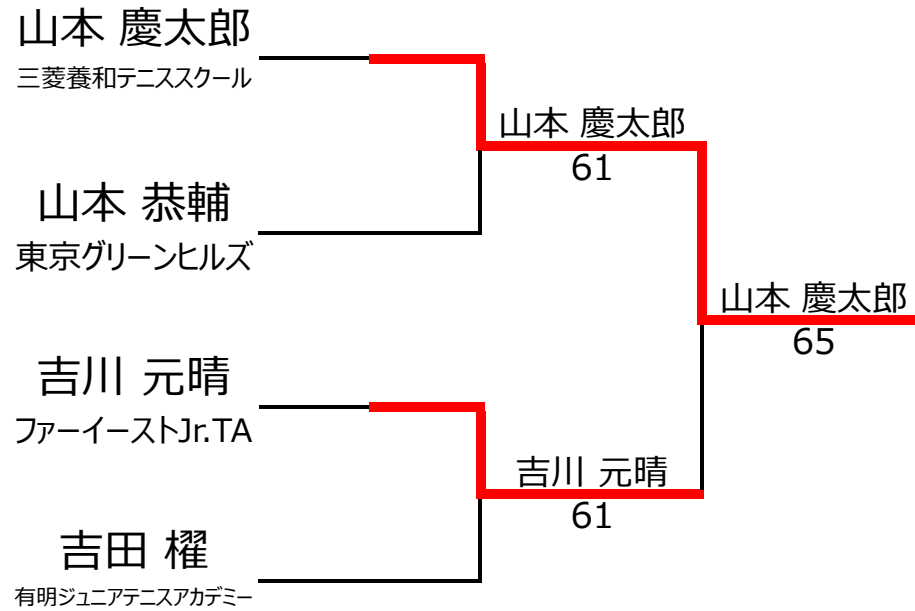 山本 慶太郎
三菱養和テニススクール
山本 慶太郎
61
山本 恭輔
東京グリーンヒルズ
山本 慶太郎
65
吉川 元晴
ファーイーストJr.TA
吉川 元晴
61
吉田 櫂
有明ジュニアテニスアカデミー